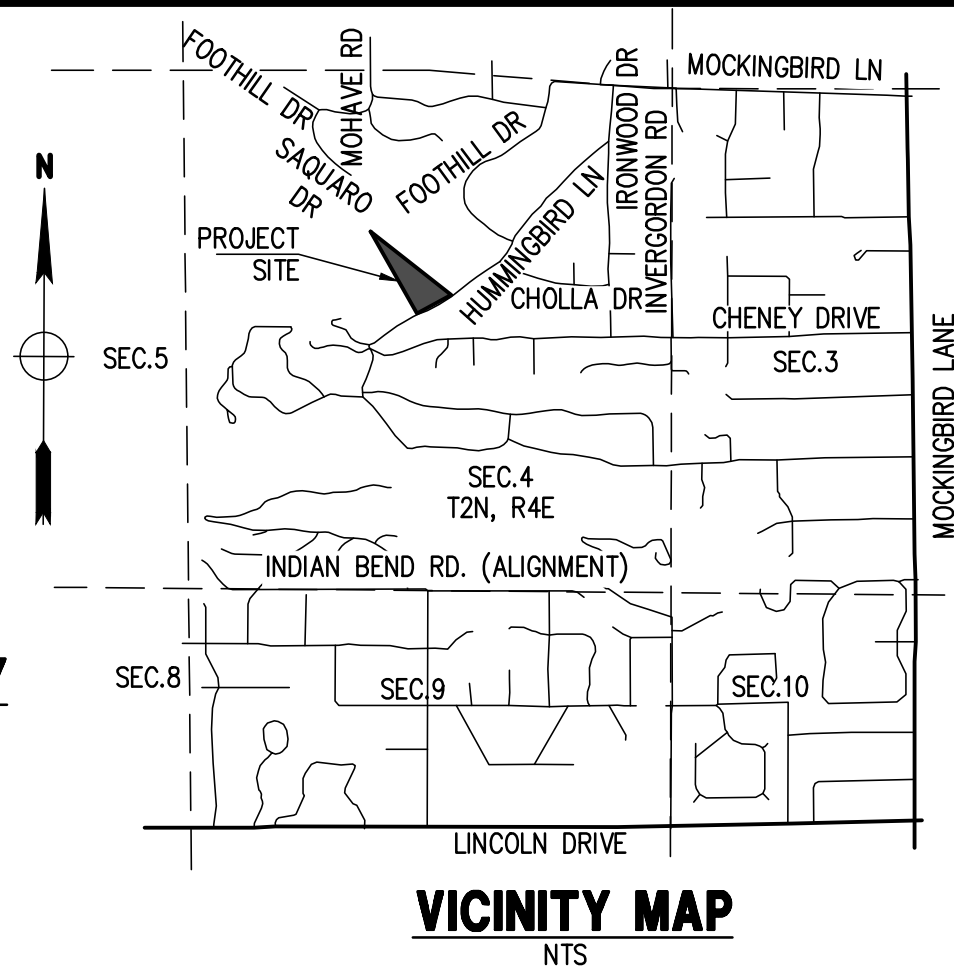 FOOTHILL DR
MOHAVE RD
MOCKINGBIRD LN
IRONWOOD DR
INVERGORDON RD
SAQUARO
DR
FOOTHILL DR
N
PROJECT
SITE
HUMMINGBIRD LN
CHOLLA DR
CHENEY DRIVE
SEC.5
SEC.3
MOCKINGBIRD LANE
SEC.4
T2N, R4E
INDIAN BEND RD. (ALIGNMENT)
SEC.8
SEC.9
SEC.10
LINCOLN DRIVE
VICINITY MAP
NTS